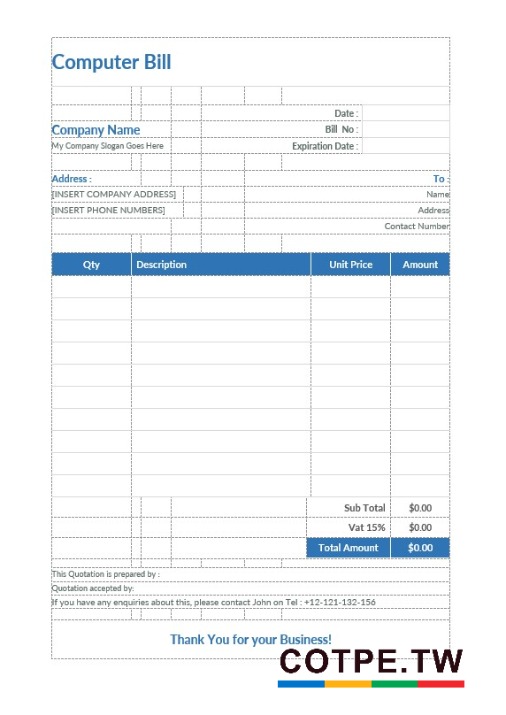 Computer Bill
Date :
Company Name
Bill No :
My Company Slogan Goes Here
Expiration Date :
Address :
To :
[INSERT COMPANY ADDRESS]
Name
[INSERT PHONE NUMBERS]
Address
Contact Number
Qty Description Unit Price Amount
Sub Total $0.00
Vat 15% $0.00
Total Amount $0.00
This Quotation is prepared by :
Quotation accepted by:
If you have any enquiries about this, please contact John on Tel : +12-121-132-156
Thank You for your Business!
COTPE.TW